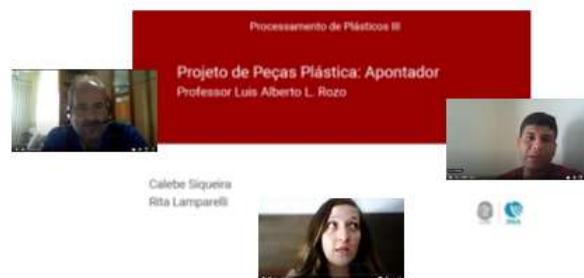 Processamento de Plásticos III
Projeto de Peças Plástica: Apontador
Professor Luis Alberto L. Rozo
Calebe Siqueira
Rita Lamparelli